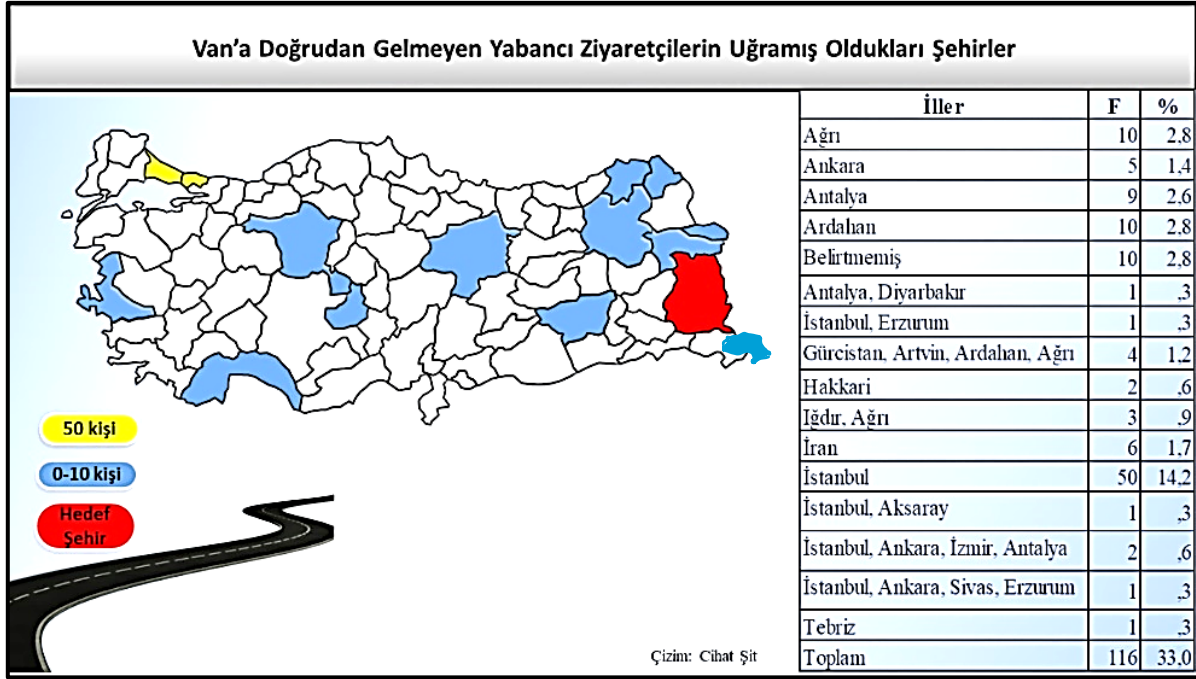 Van’a Doğrudan Gelmeyen Yabancı Ziyaretçilerin Uğramış Oldukları Şehirler
İller F %
Ağrı 10 2,8
Ankara 5 1,4
Antalya 9 2,6
Ardahan 10 2,8
Belirtmemiş 10 2,8
Antalya, Diyarbakır 1 ,3
İstanbul, Erzurum 1 ,3
Gürcistan, Artvin, Ardahan, Ağrı 4 1,2
Hakkari 2 ,6
Iğdır, Ağrı 3 ,9
İran 6 1,7
İstanbul 50 14,2
İstanbul, Aksaray 1 ,3
İstanbul, Ankara, İzmir, Antalya 2 ,6
İstanbul, Ankara, Sivas, Erzurum 1 ,3
Tebriz 1 ,3
Toplam 116 33,0
50 kişi
0-10 kişi
Hedef
Şehir
Çizim: Cihat Şit